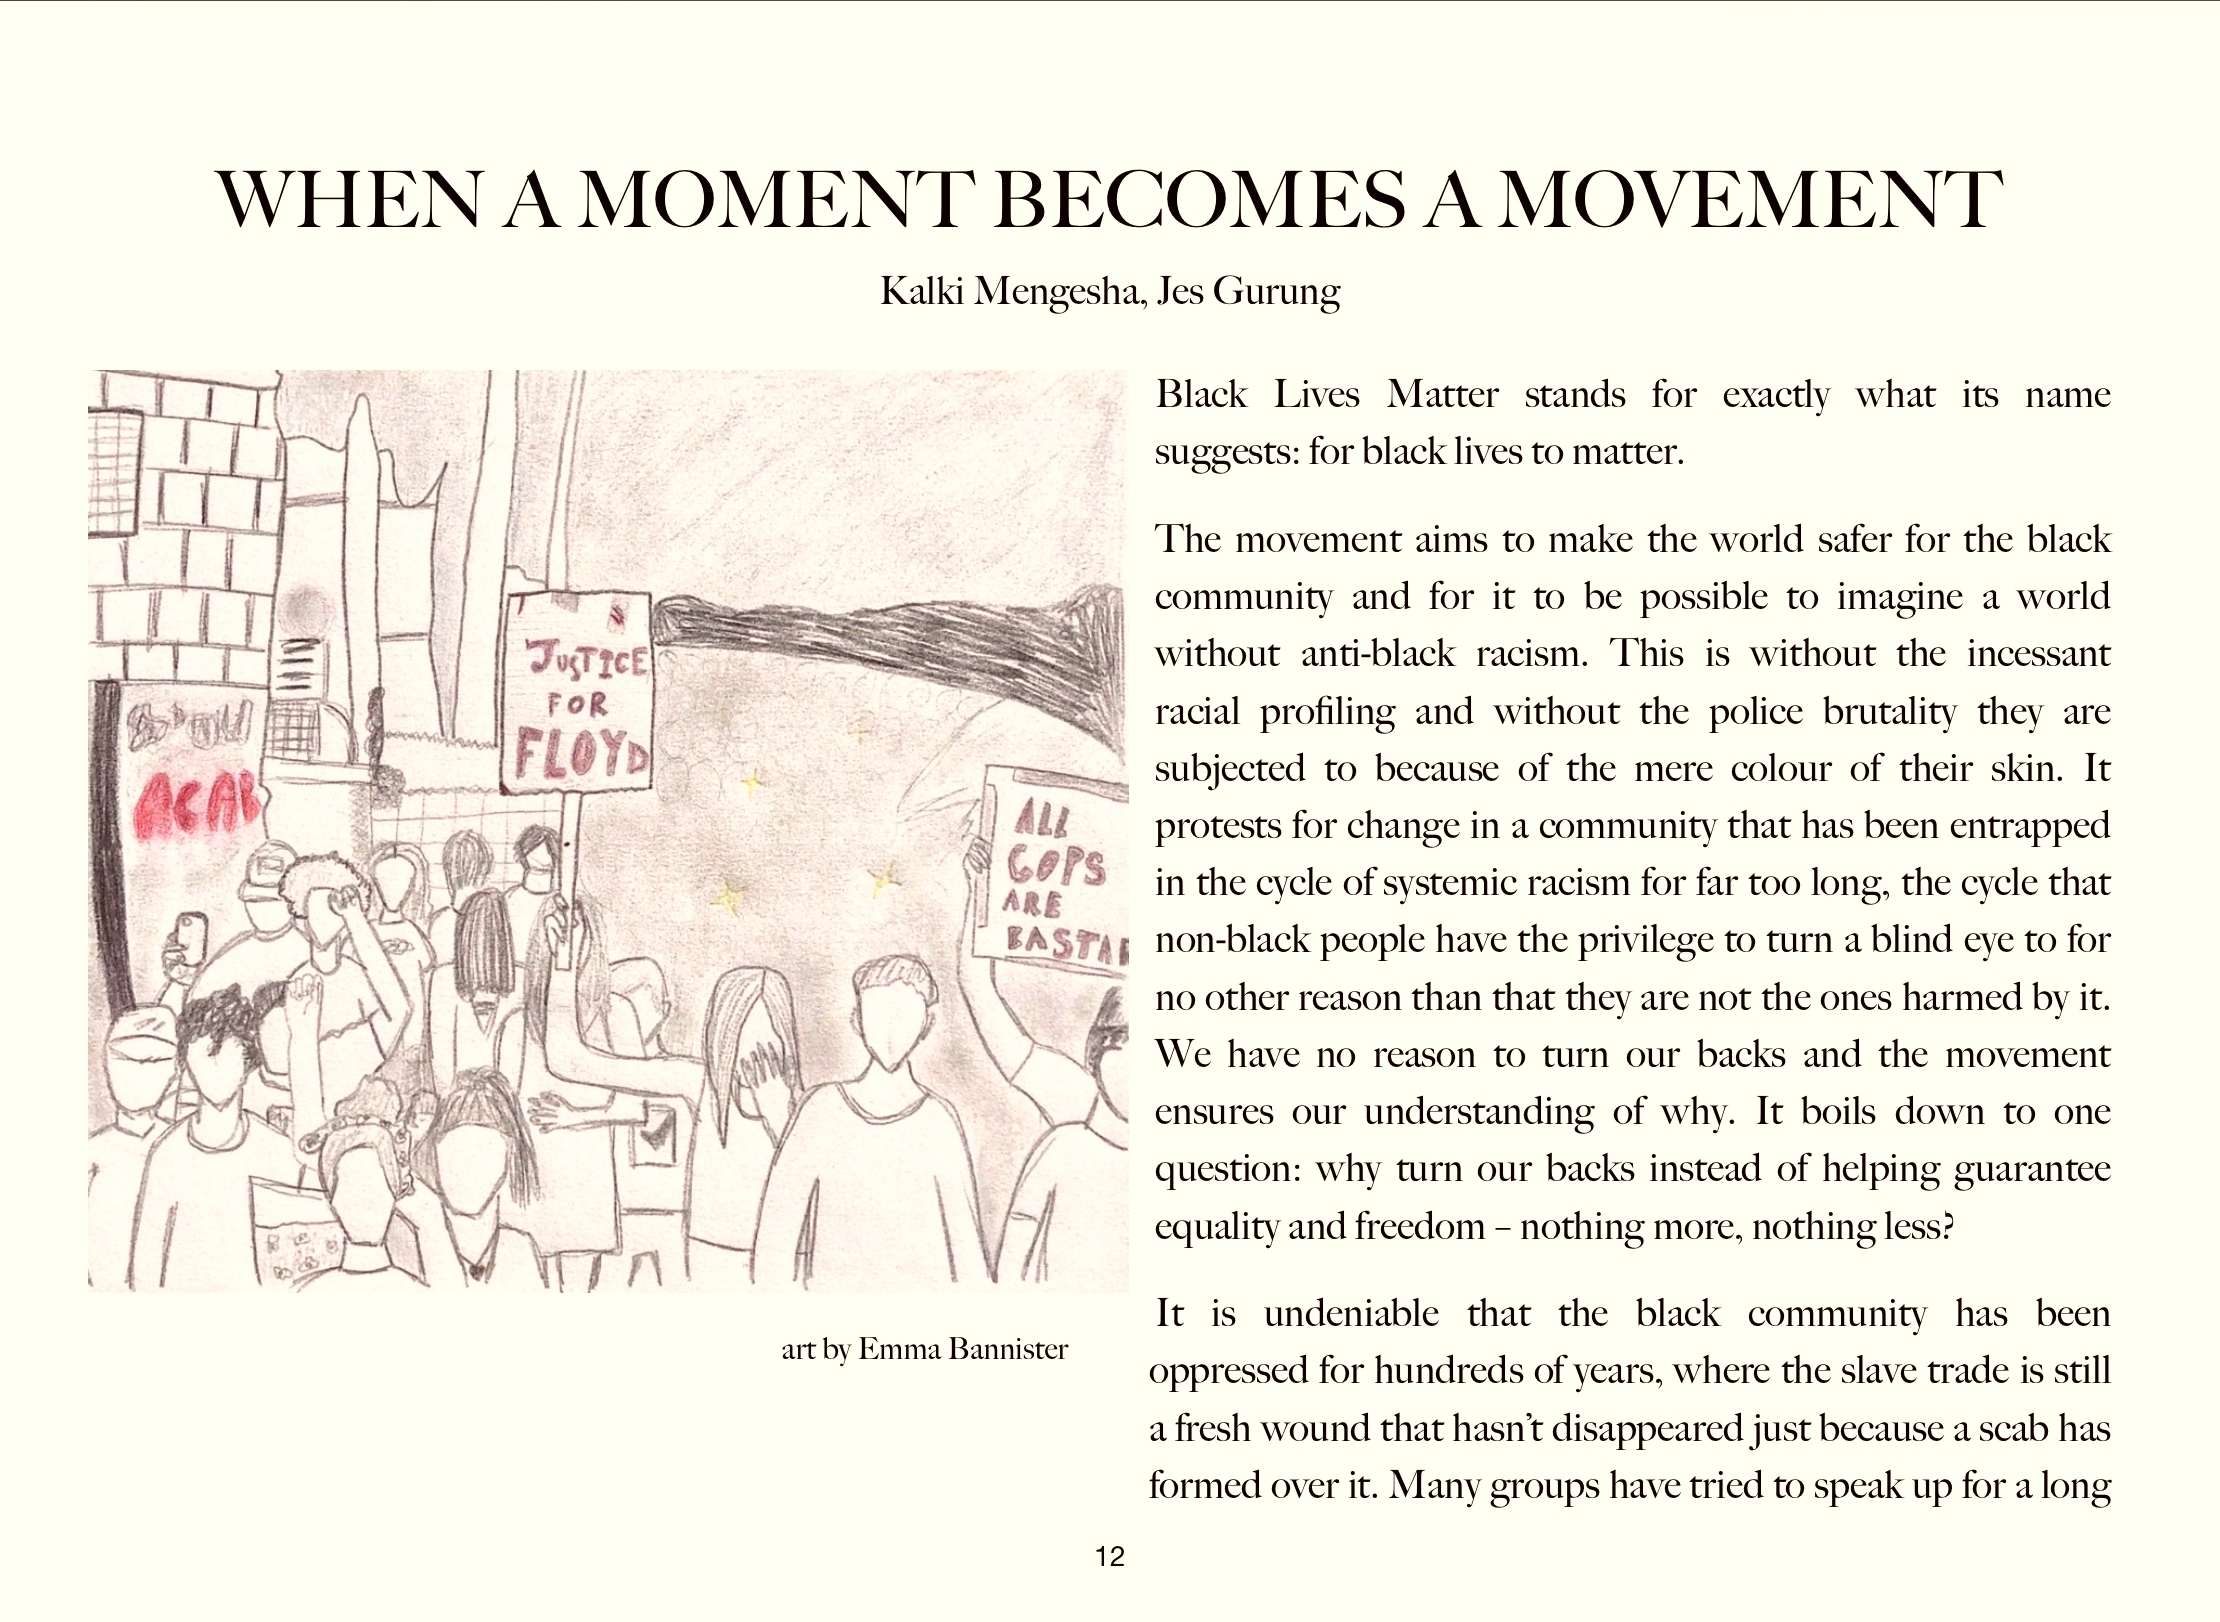 WHEN A MOMENT BECOMES A MOVEMENT
Kalki Mengesha, Jes Gurung
JUSTICE
FOR
FLOYD
ACAB
ALL
COPS
ARE
BASTAR
art by Emma Bannister
Black Lives Matter stands for exactly what its name
suggests: for black lives to matter.
The movement aims to make the world safer for the black
community and for it to be possible to imagine a world
without anti-black racism. This is without the incessant
racial profiling and without the police brutality they are
subjected to because of the mere colour of their skin. It
protests for change in a community that has been entrapped
in the cycle of systemic racism for far too long, the cycle that
non-black people have the privilege to turn a blind eye to for
no other reason than that they are not the ones harmed by it.
We have no reason to turn our backs and the movement
ensures our understanding of why. It boils down to one
question: why turn our backs instead of helping guarantee
equality and freedom – nothing more, nothing less?
It is undeniable that the black community has been
oppressed for hundreds of years, where the slave trade is still
a fresh wound that hasn't disappeared just because a scab has
formed over it. Many groups have tried to speak up for a long
12